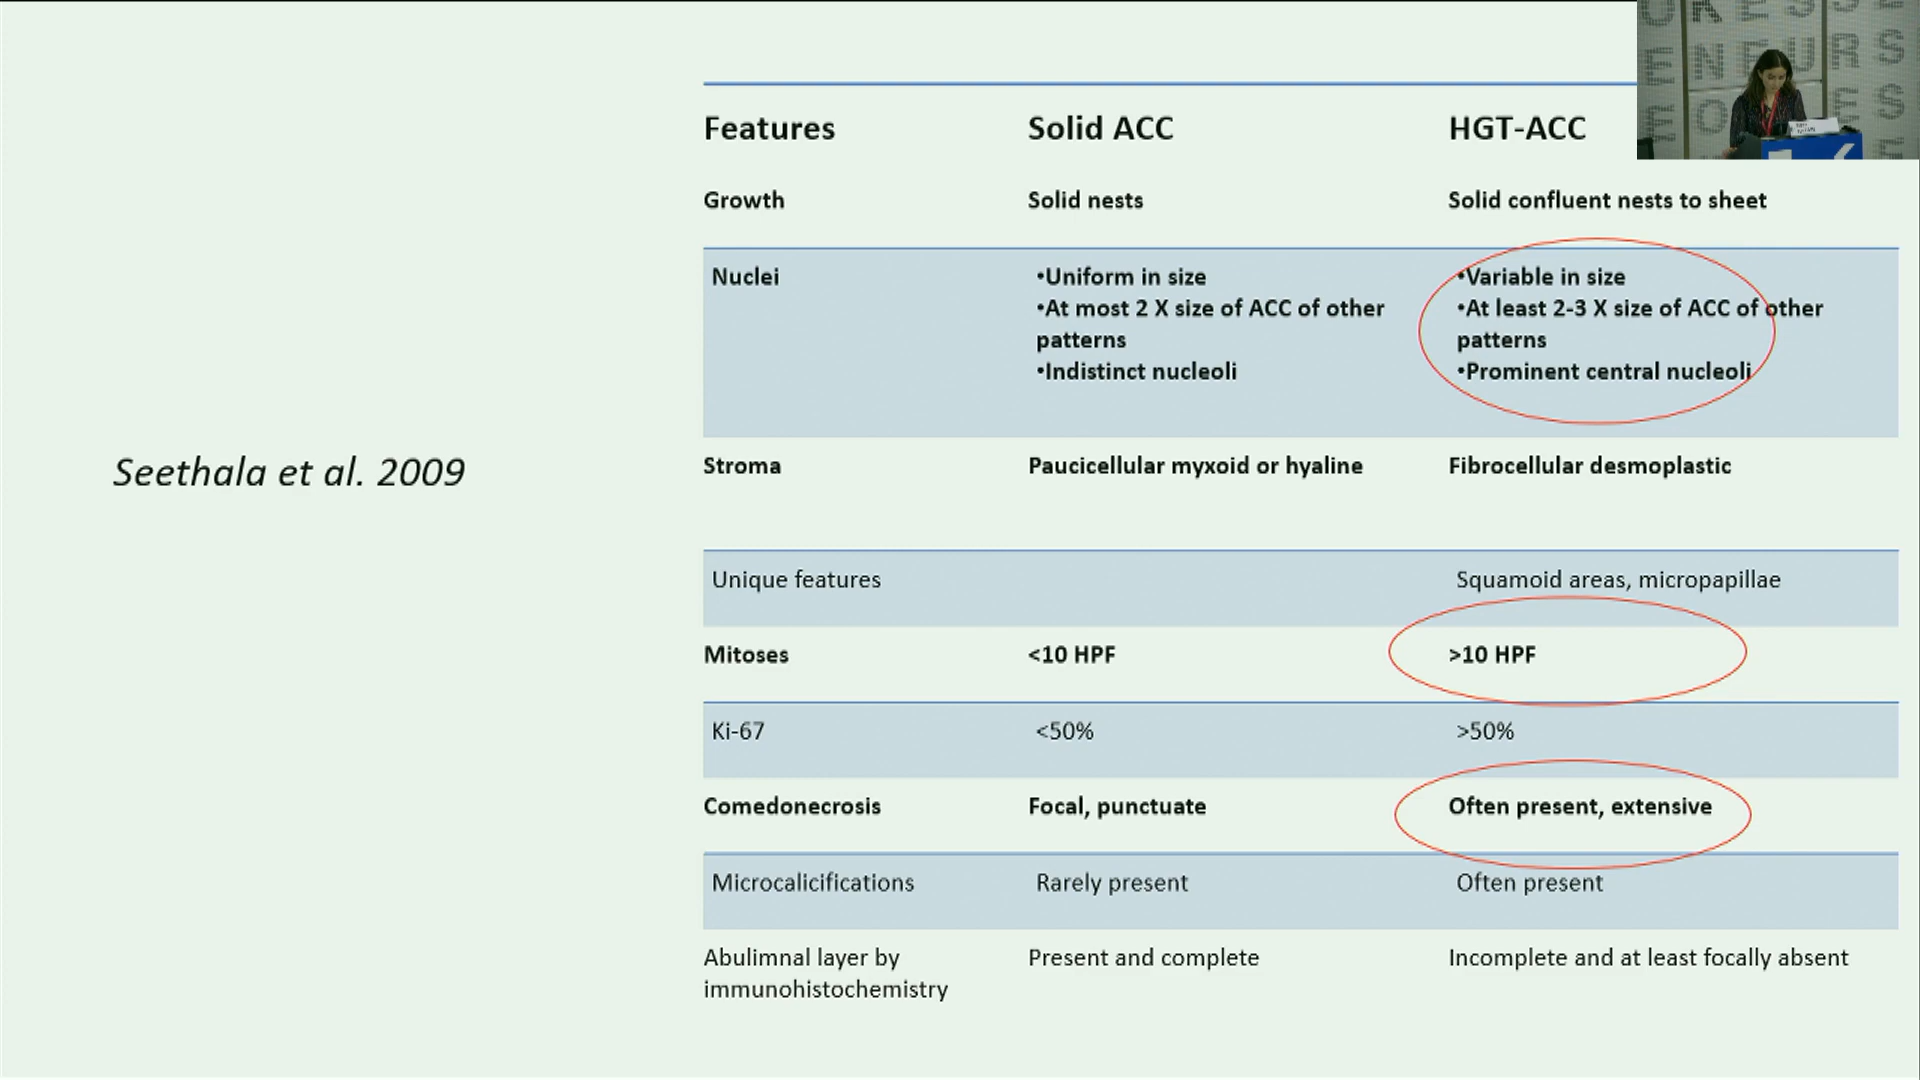 Seethala et al. 2009
Features Solid ACC HGT-ACC
Growth Solid nests Solid confluent nests to sheet
Nuclei •Uniform in size •Variable in size
•At most 2 X size of ACC of other •At least 2-3 X size of ACC of other
patterns patterns
•Indistinct nucleoli •Prominent central nucleoli
Stroma Paucicellular myxoid or hyaline Fibrocellular desmoplastic
Unique features Squamoid areas, micropapillae
Mitoses <10 HPF >10 HPF
Ki-67 <50% >50%
Comedonecrosis Focal, punctuate Often present, extensive
Microcalicifications Rarely present Often present
Abulimnal layer by Present and complete Incomplete and at least focally absent
immunohistochemistry